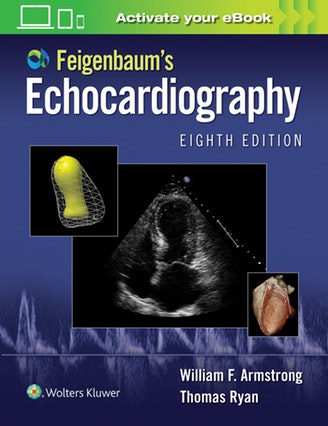 Activate your eBook
Feigenbaum's
Echocardiography
EIGHTH EDITION
William F. Armstrong
Thomas Ryan
Wolters Kluwer